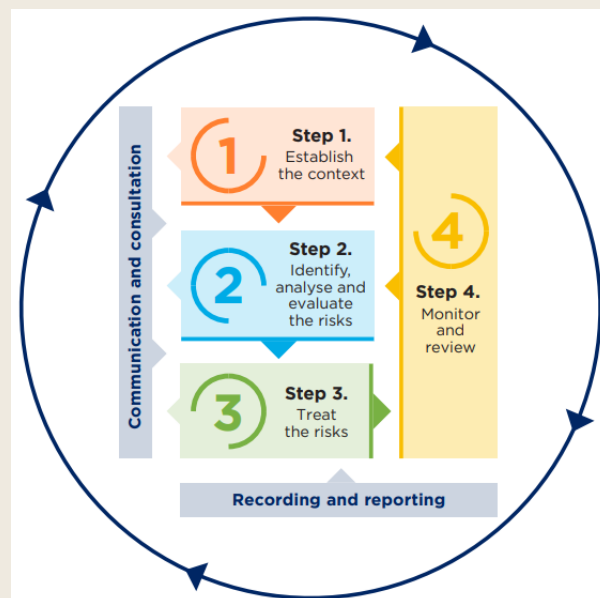 Communication and consultation
1
Step 1.
Establish
the context
2
Step 2.
Identify,
analyse and
evaluate
the risks
3
Step 3.
Treat
the risks
4
Step 4.
Monitor
and
review
Recording and reporting